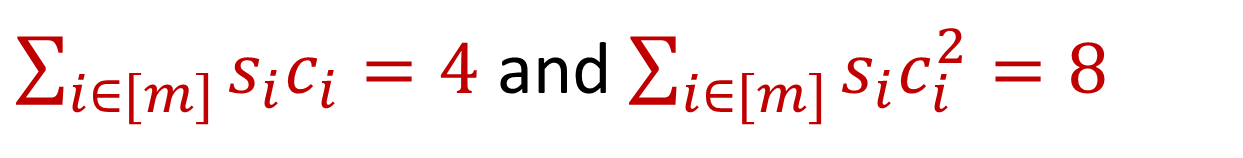 ∑_{i∈[m]} s_i c_i = 4 and ∑_{i∈[m]} s_i c_i^2 = 8